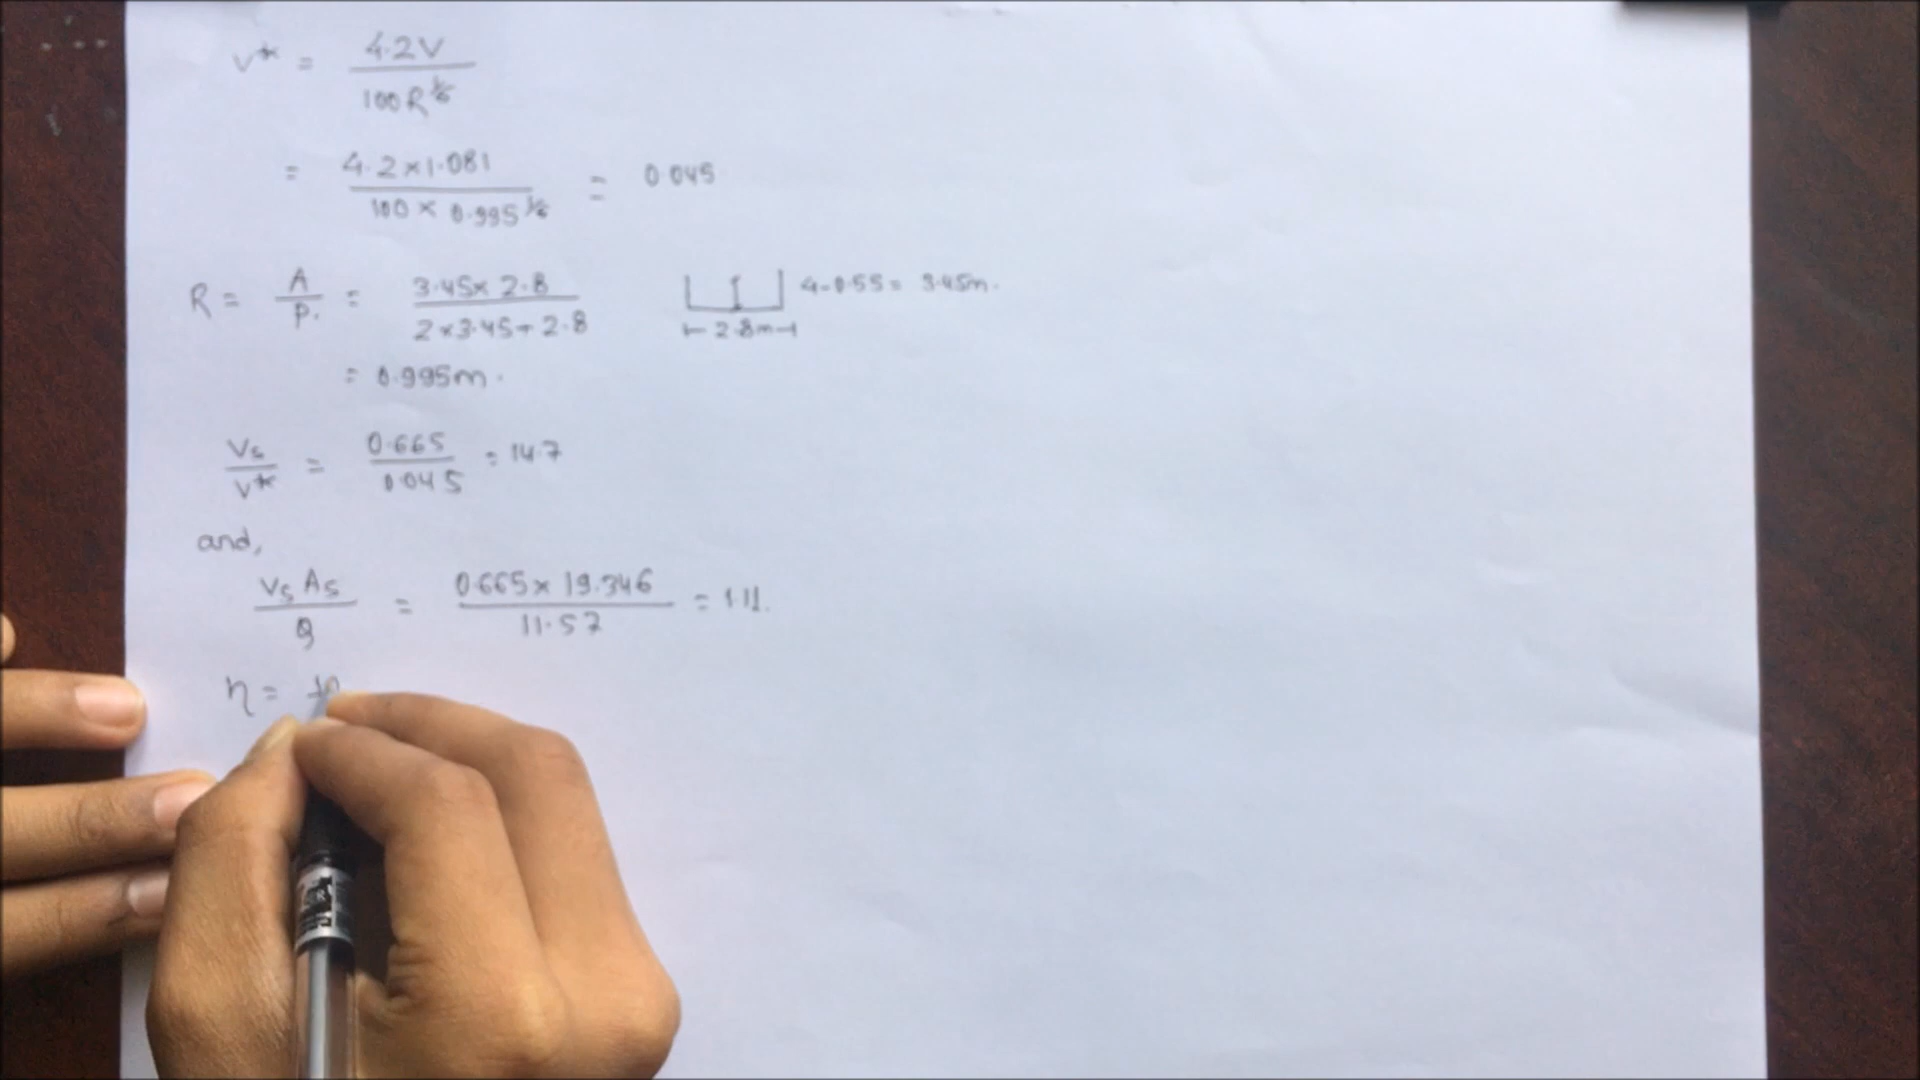 v* = 4.2V / 100R^1/6
= 4.2×1.081 / 100 × 0.995^1/6 = 0.045
R = A / P. = 3.45×2.8 / 2×3.45+2.8
4-0.55 = 3.45m.
2.8m
= 0.995m.
Vs / V* = 0.665 / 0.045 = 14.7
and,
Vs As / Q = 0.665×19.346 / 11.57 = 1.11.
η =